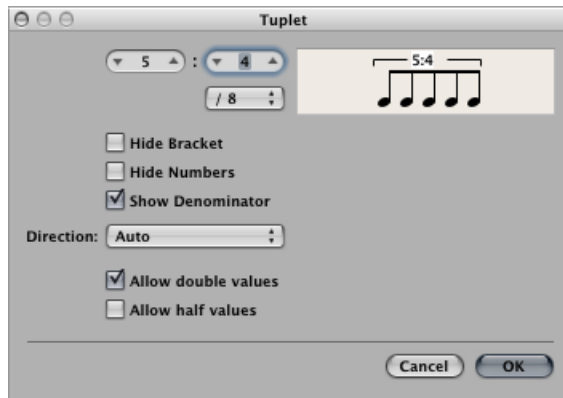 Tuplet
5 : 4
5:4
/ 8
Hide Bracket
Hide Numbers
Show Denominator
Direction: Auto
Allow double values
Allow half values
Cancel OK